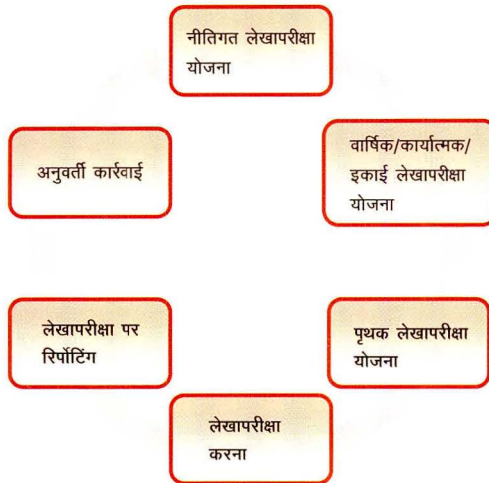 नीतिगत लेखापरीक्षा
योजना
वार्षिक/कार्यात्मक/
इकाई लेखापरीक्षा
योजना
पृथक लेखापरीक्षा
योजना
लेखापरीक्षा
करना
लेखापरीक्षा पर
रिर्पोटिंग
अनुवर्ती कार्रवाई